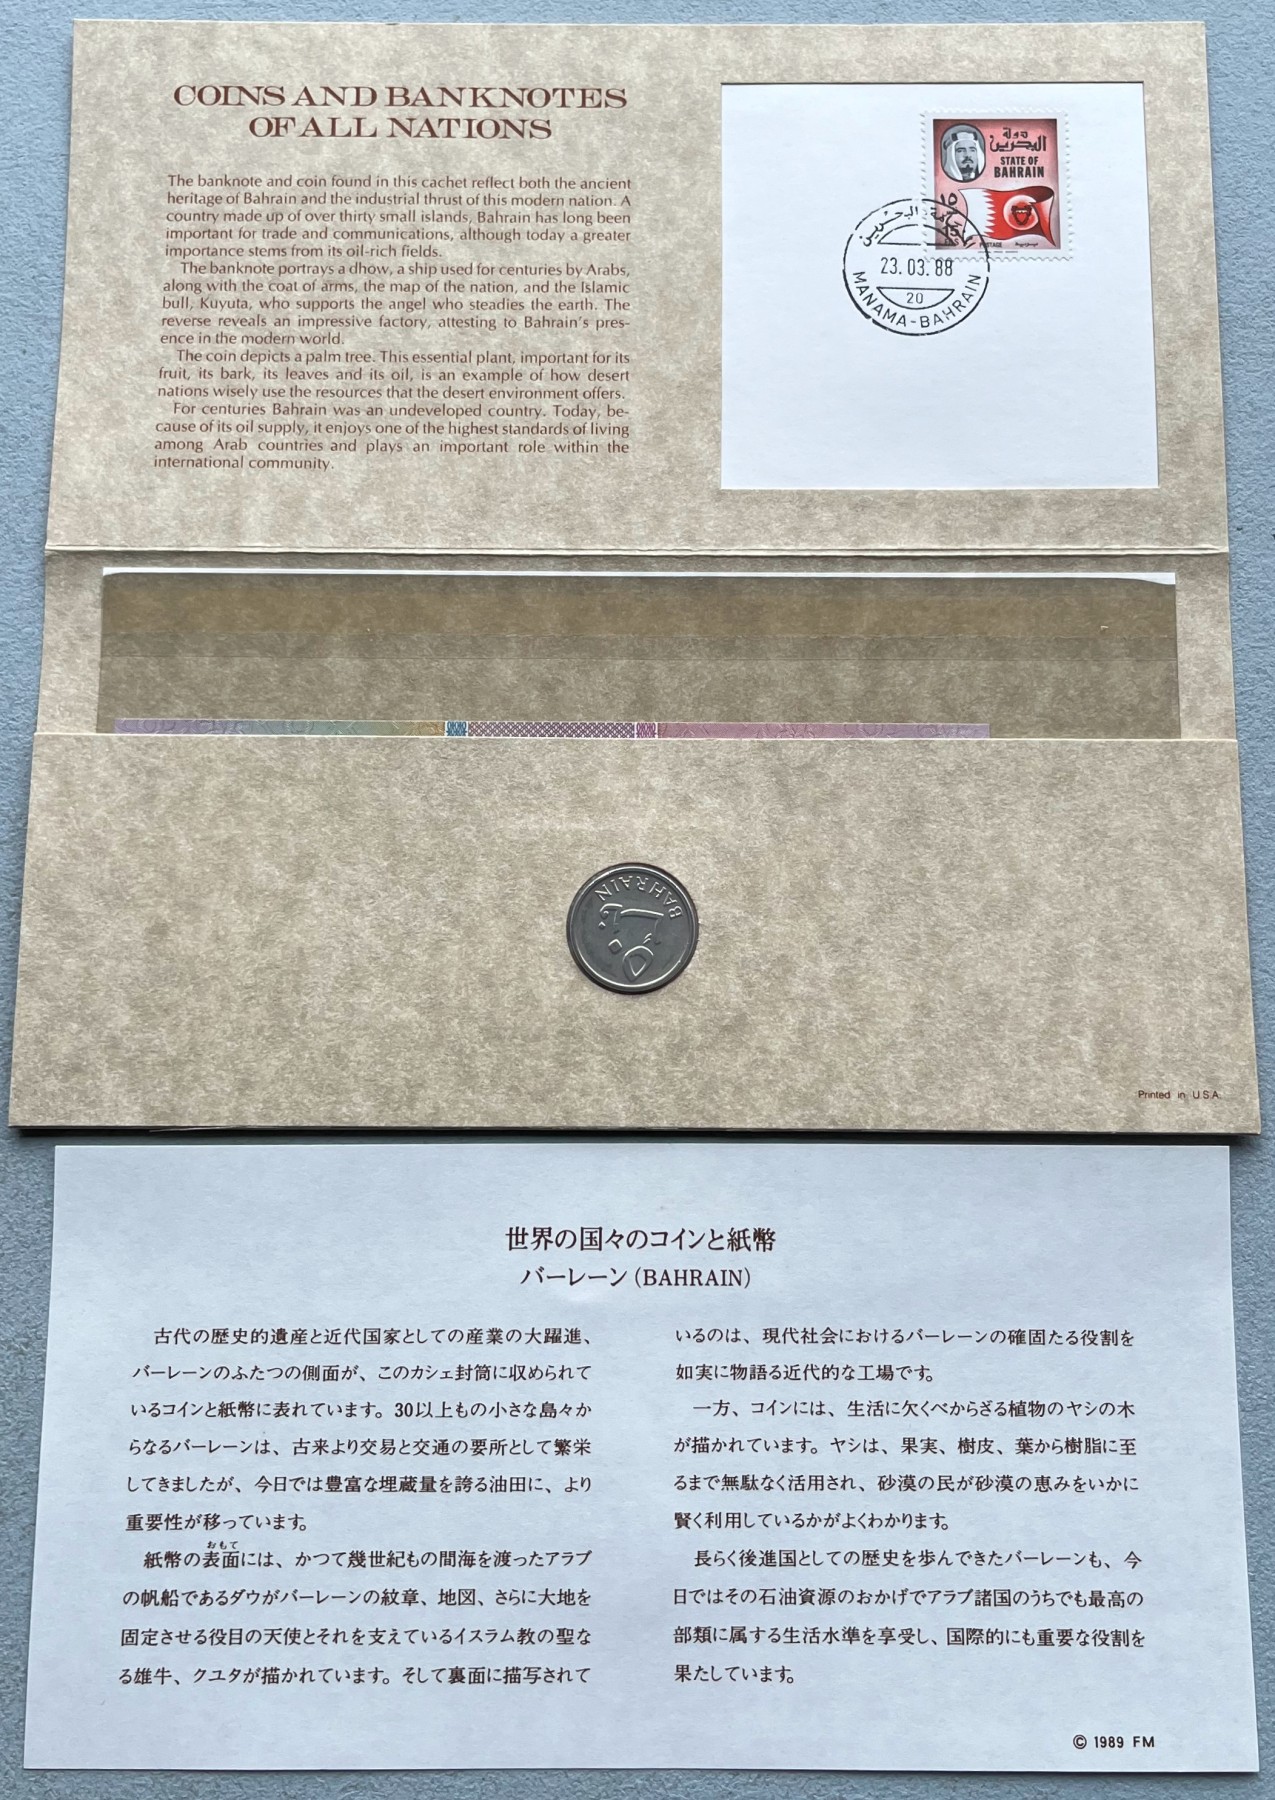 COINS AND BANKNOTES
OF ALL NATIONS
The banknote and coin found in this cachet reflect both the ancient
heritage of Bahrain and the industrial thrust of this modern nation. A
country made up of over thirty small islands, Bahrain has long been
important for trade and communications, although today a greater
importance stems from its oil-rich fields.
The banknote portrays a dhow, a ship used for centuries by Arabs,
along with the coat of arms, the map of the nation, and the Islamic
bull, Kuyuta, who supports the angel who steadies the earth. The
reverse reveals an impressive factory, attesting to Bahrain's pres-
ence in the modern world.
The coin depicts a palm tree. This essential plant, important for its
fruit, its bark, its leaves and its oil, is an example of how desert
nations wisely use the resources that the desert environment offers.
For centuries Bahrain was an undeveloped country. Today, be-
cause of its oil supply, it enjoys one of the highest standards of living
among Arab countries and plays an important role within the
international community.
دولة
البحرين
STATE OF
BAHRAIN
١٥
POSTAGE
23.03.88
20
MANAMA-BAHRAIN
BAHRAIN
Printed in U.S.A.
世界の国々のコインと紙幣
バーレーン(BAHRAIN)
古代の歴史的遺産と近代国家としての産業の大躍進、
バーレーンのふたつの側面が、このカシェ封筒に収められて
いるコインと紙幣に表れています。30以上もの小さな島々か
らなるバーレーンは、古来より交易と交通の要所として繁栄
してきましたが、今日では豊富な埋蔵量を誇る油田に、より
重要性が移っています。
おもて
紙幣の表面には、かつて幾世紀もの間海を渡ったアラブ
の帆船であるダウがバーレーンの紋章、地図、さらに大地を
固定させる役目の天使とそれを支えているイスラム教の聖な
る雄牛、クユタが描かれています。そして裏面に描写されて
いるのは、現代社会におけるバーレーンの確固たる役割を
如実に物語る近代的な工場です。
一方、コインには、生活に欠くべからざる植物のヤシの木
が描かれています。ヤシは、果実、樹皮、葉から樹脂に至
るまで無駄なく活用され、砂漠の民が砂漠の恵みをいかに
賢く利用しているかがよくわかります。
長らく後進国としての歴史を歩んできたバーレーンも、今
日ではその石油資源のおかげでアラブ諸国のうちでも最高の
部類に属する生活水準を享受し、国際的にも重要な役割を
果たしています。
© 1989 FM